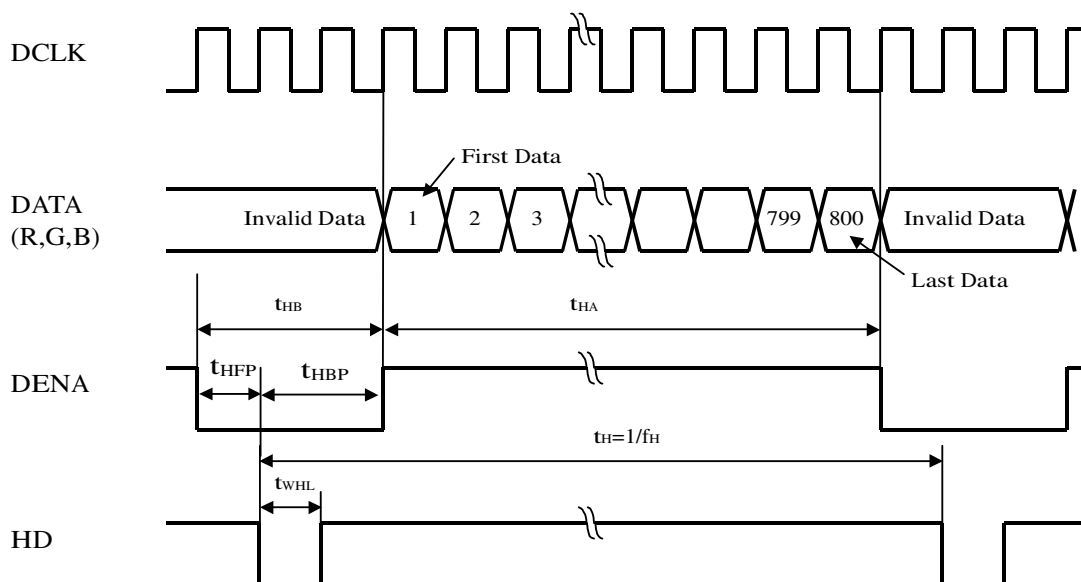 DCLK
First Data
DATA
(R,G,B)
Invalid Data 1 2 3 799 800 Invalid Data
Last Data
tHB tHA
tHFP tHBP
DENA
tH=1/fH
tWHL
HD